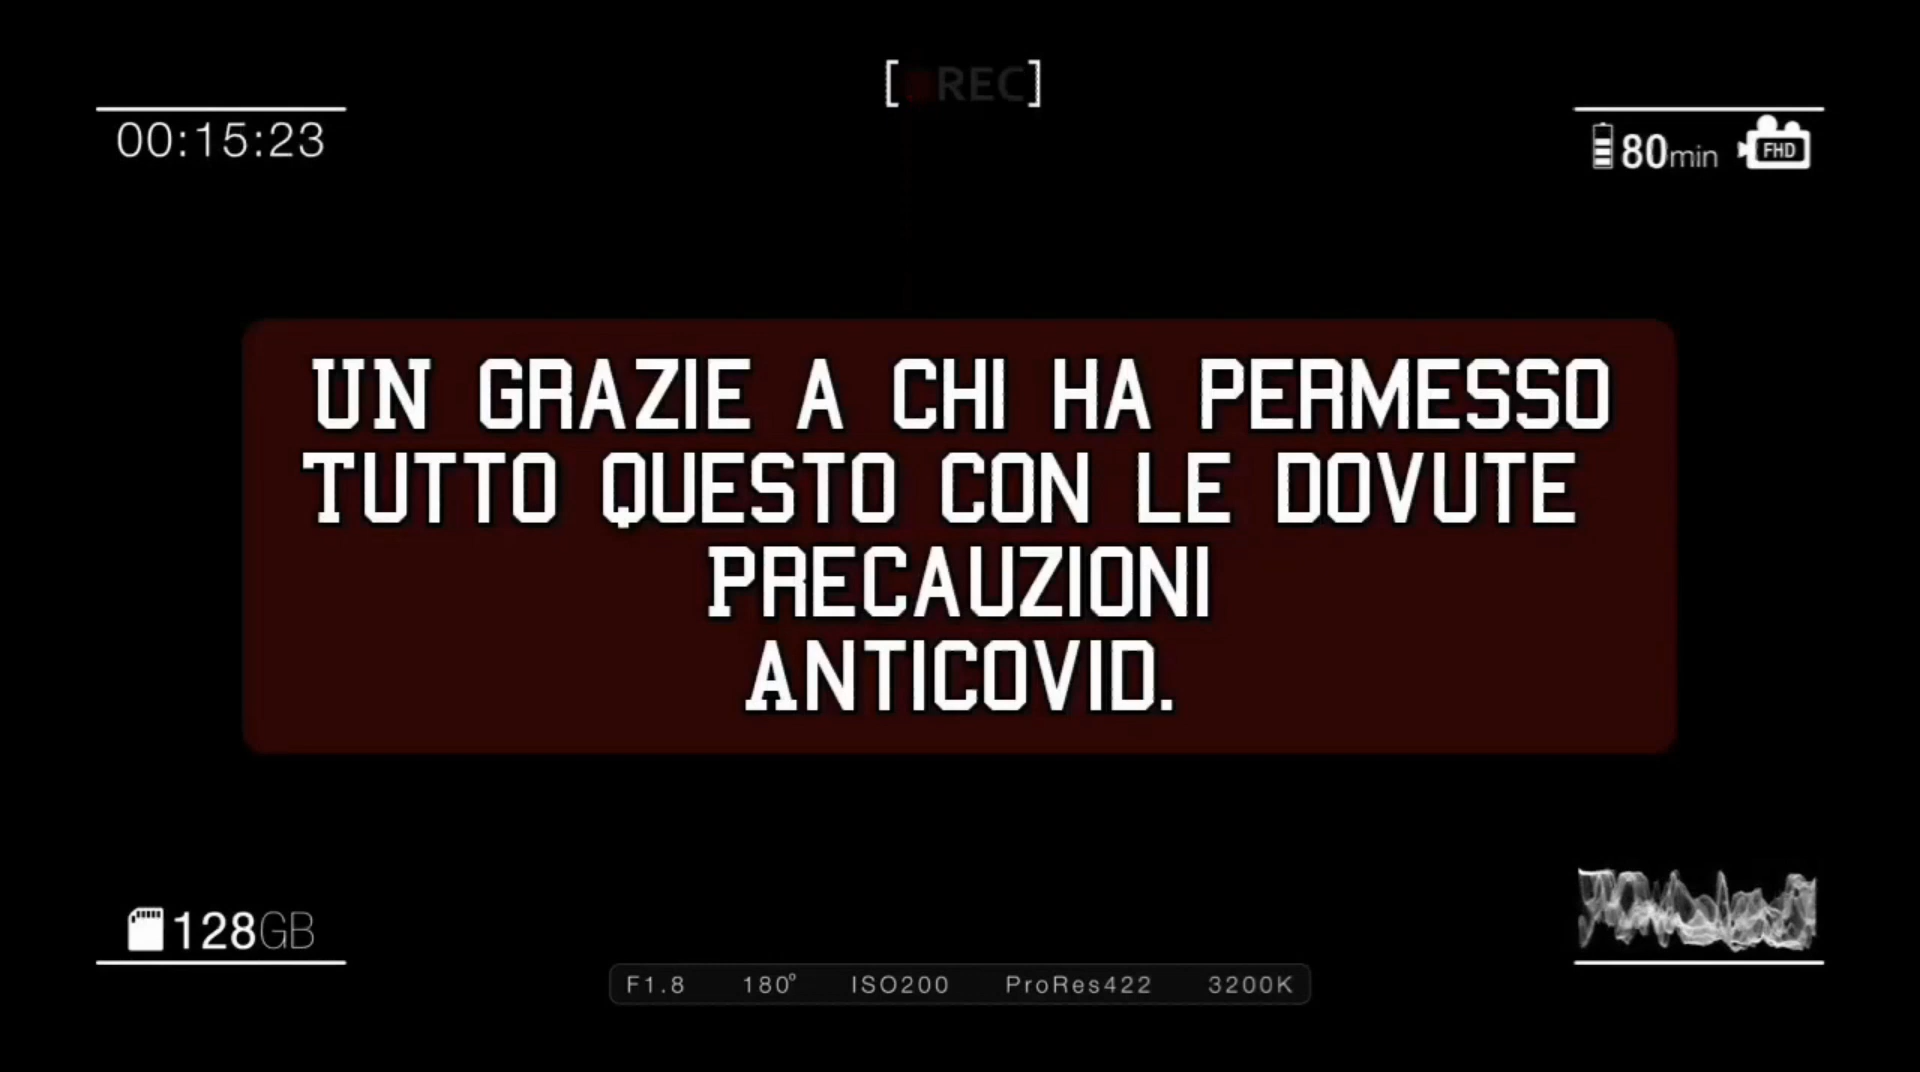 [REC]
00:15:23
80min FHD
UN GRAZIE A CHI HA PERMESSO
TUTTO QUESTO CON LE DOVUTE
PRECAUZIONI
ANTICOVID.
128GB
F1.8 180° ISO200 ProRes422 3200K